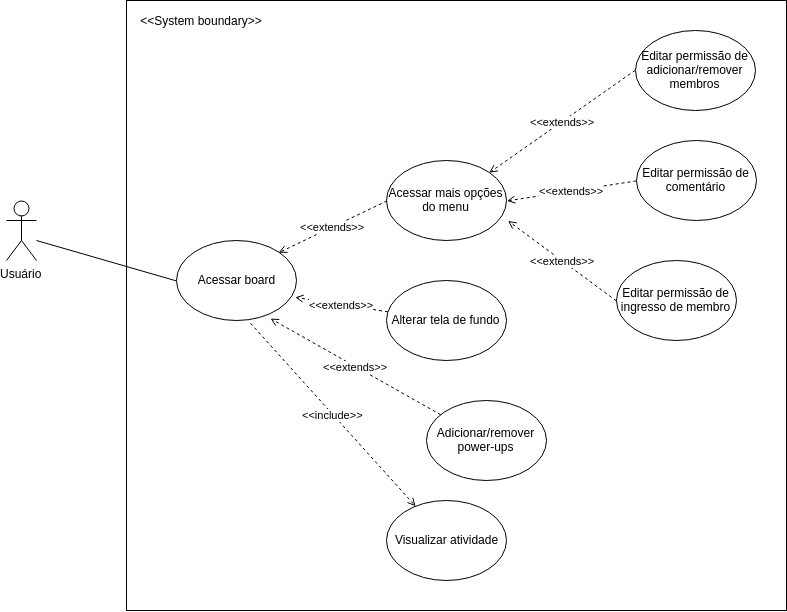 <<System boundary>>
Editar permissão de
adicionar/remover
membros
<<extends>>
Editar permissão de
comentário
<<extends>>
Acessar mais opções
do menu
<<extends>>
<<extends>>
Editar permissão de
ingresso de membro
Usuário
Acessar board
<<extends>>
Alterar tela de fundo
<<extends>>
<<include>>
Adicionar/remover
power-ups
Visualizar atividade